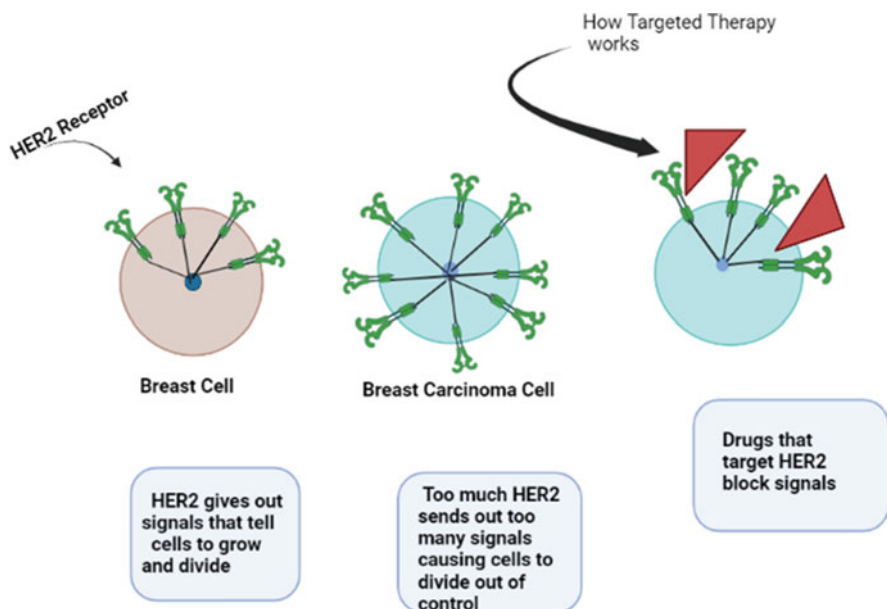 How Targeted Therapy
works
HER2 Receptor
Breast Cell
Breast Carcinoma Cell
HER2 gives out
signals that tell
cells to grow
and divide
Too much HER2
sends out too
many signals
causing cells to
divide out of
control
Drugs that
target HER2
block signals